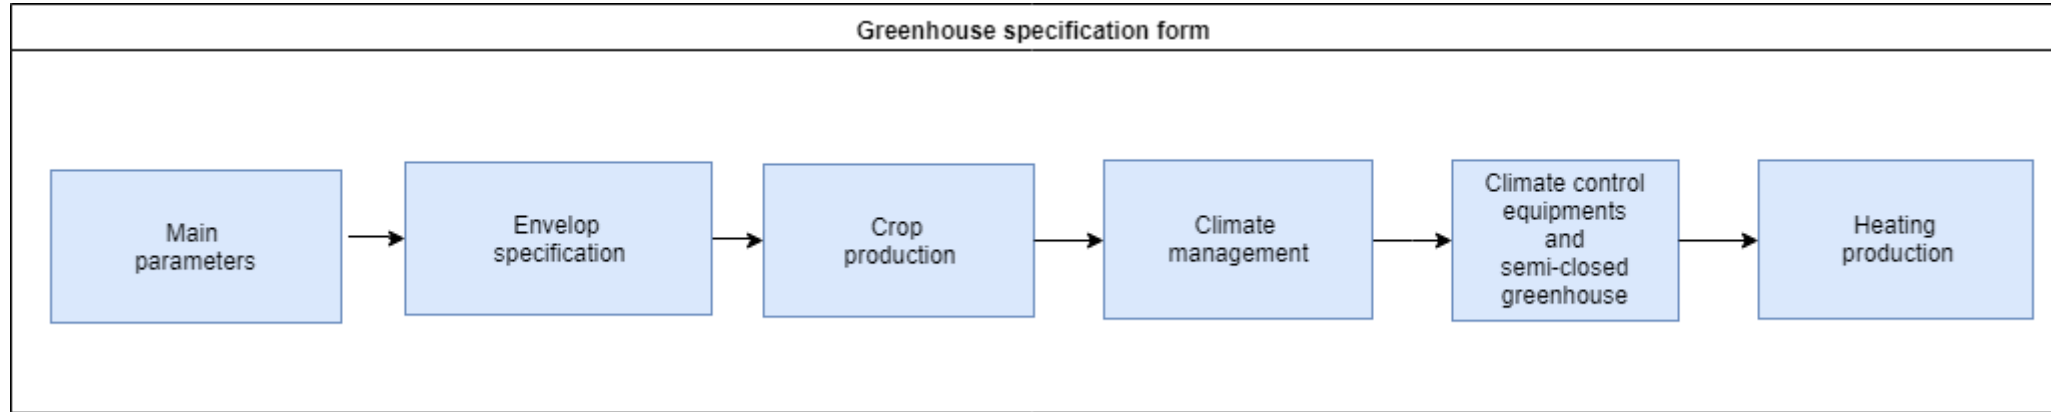 Greenhouse specification form
Main
parameters
Envelop
specification
Crop
production
Climate
management
Climate control
equipments
and
semi-closed
greenhouse
Heating
production